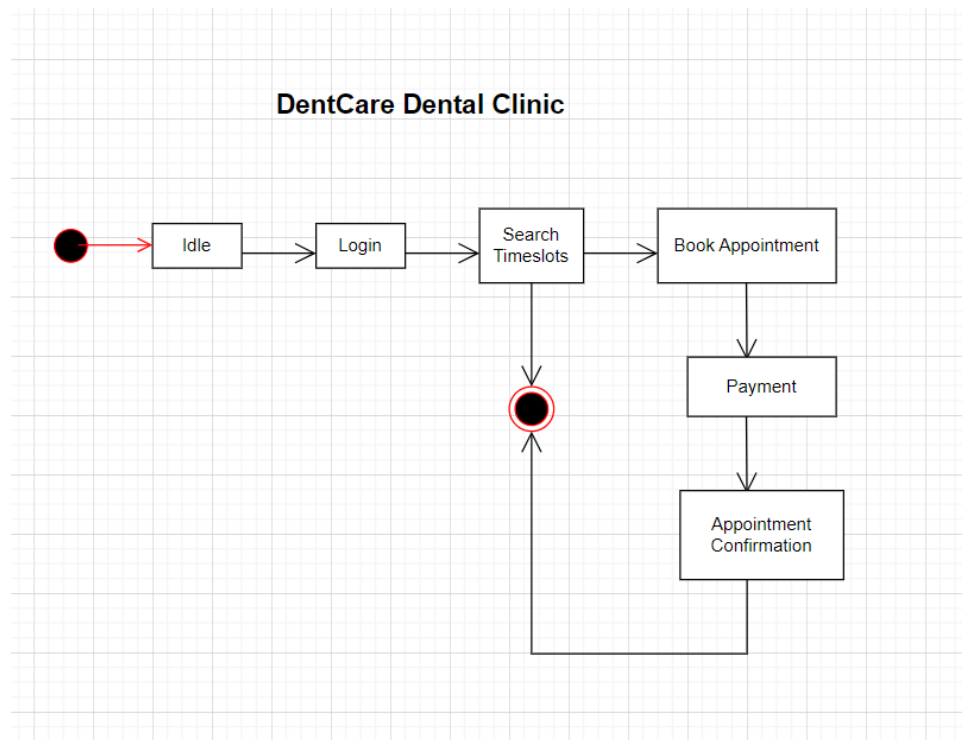 DentCare Dental Clinic
Idle
Login
Search
Timeslots
Book Appointment
Payment
Appointment
Confirmation